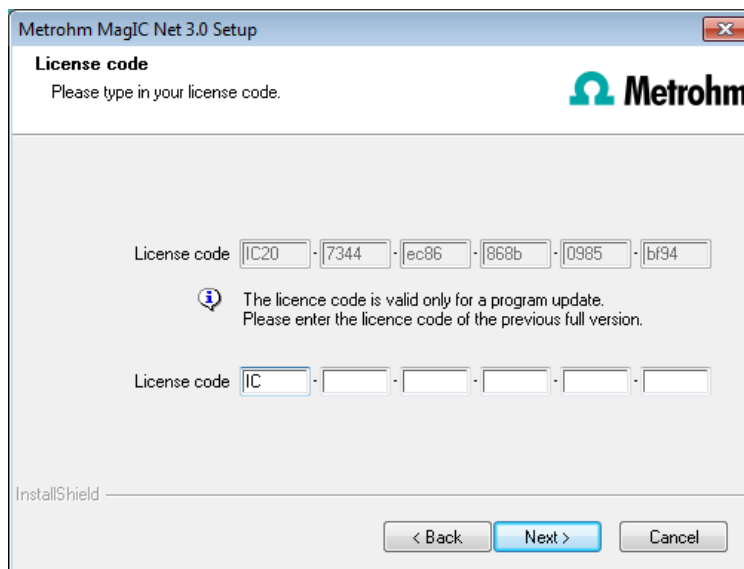 Metrohm MagIC Net 3.0 Setup
License code
Please type in your license code.
Metrohm
License code IC20 - 7344 - ec86 - 868b - 0985 - bf94
The licence code is valid only for a program update.
Please enter the licence code of the previous full version.
License code IC - - - - -
InstallShield
< Back Next > Cancel